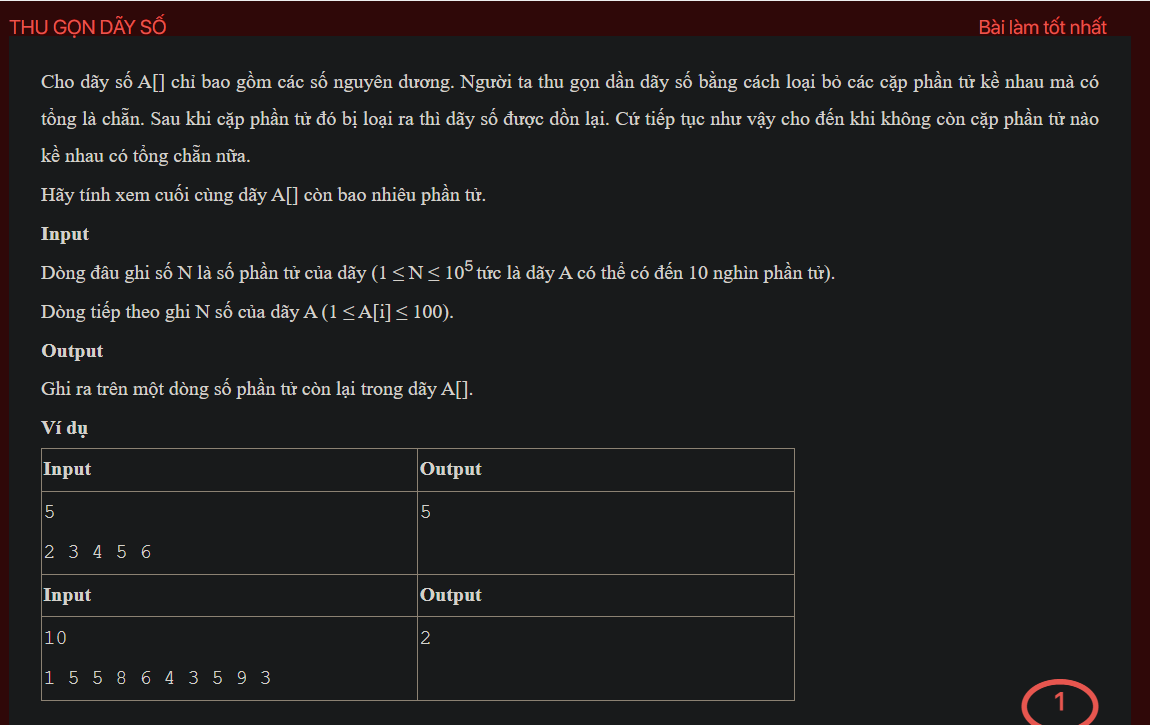 THU GỌN DÃY SỐ
Bài làm tốt nhất
Cho dãy số A[] chỉ bao gồm các số nguyên dương. Người ta thu gọn dần dãy số bằng cách loại bỏ các cặp phần tử kề nhau mà có
tổng là chẵn. Sau khi cặp phần tử đó bị loại ra thì dãy số được dồn lại. Cứ tiếp tục như vậy cho đến khi không còn cặp phần tử nào
kề nhau có tổng chẵn nữa.
Hãy tính xem cuối cùng dãy A[] còn bao nhiêu phần tử.
Input
Dòng đâu ghi số N là số phần tử của dãy (1 ≤ N ≤ 10⁵ tức là dãy A có thể có đến 10 nghìn phần tử).
Dòng tiếp theo ghi N số của dãy A (1 ≤ A[i] ≤ 100).
Output
Ghi ra trên một dòng số phần tử còn lại trong dãy A[].
Ví dụ
Input Output
5 5
2 3 4 5 6
Input Output
10 2
1 5 5 8 6 4 3 5 9 3
1